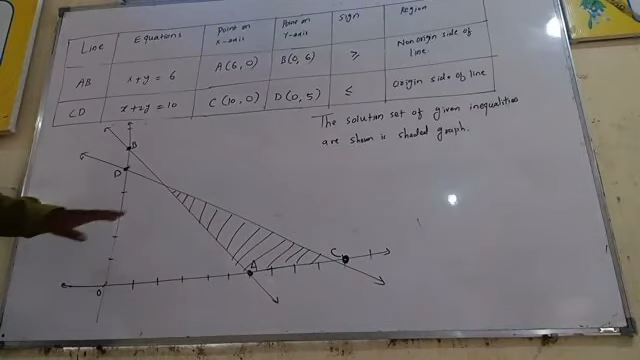 Line Equations Point on X-axis Point on Y-axis Sign Region
AB x+y = 6 A(6,0) B(0,6) ≥ Non origin side of line
CD x+2y = 10 C(10,0) D(0,5) ≤ Origin side of line
The solution set of given inequalities
are shown is shaded graph.
B
D
A
C
O